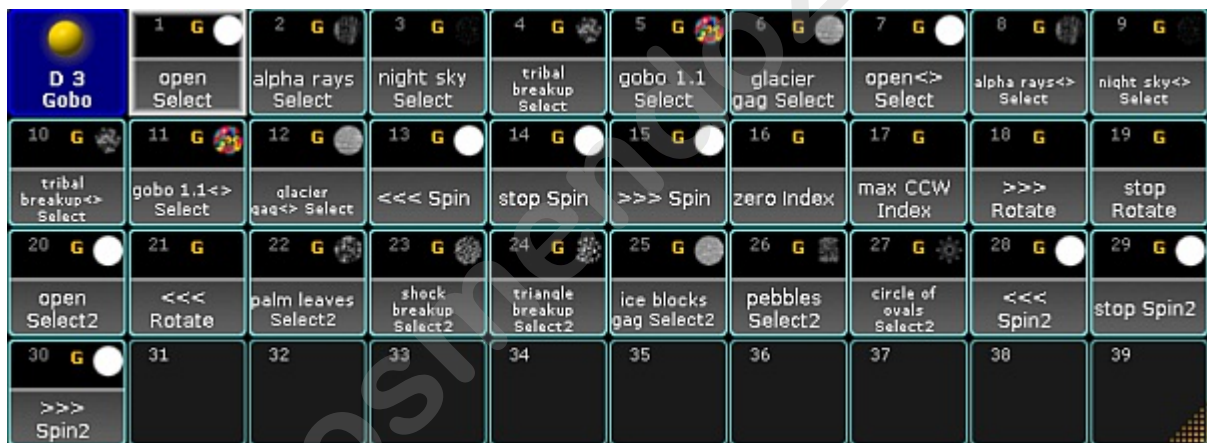 D 3
Gobo
1 G
open
Select
2 G
alpha rays
Select
3 G
night sky
Select
4 G
tribal
breakup
Select
5 G
gobo 1.1
Select
6 G
glacier
gag Select
7 G
open<>
Select
8 G
alpha rays<>
Select
9 G
night sky<>
Select
10 G
tribal
breakup<>
Select
11 G
gobo 1.1<>
Select
12 G
glacier
gag<> Select
13 G
<<< Spin
14 G
stop Spin
15 G
>>> Spin
16 G
zero Index
17 G
max CCW
Index
18 G
>>>
Rotate
19 G
stop
Rotate
20 G
open
Select2
21 G
<<<
Rotate
22 G
palm leaves
Select2
23 G
shock
breakup
Select2
24 G
triangle
breakup
Select2
25 G
ice blocks
gag Select2
26 G
pebbles
Select2
27 G
circle of
ovals
Select2
28 G
<<<
Spin2
29 G
stop Spin2
30 G
>>>
Spin2
31
32
33
34
35
36
37
38
39